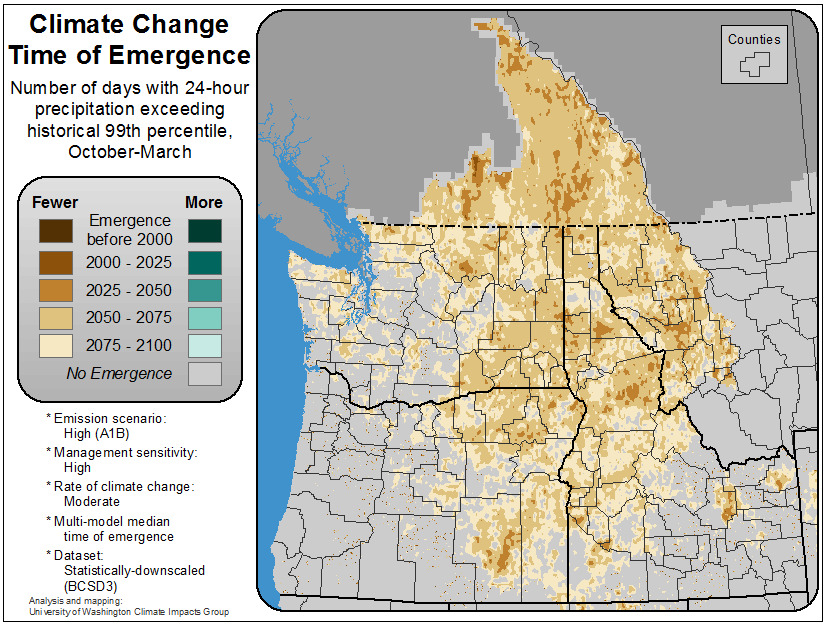 Climate Change
Time of Emergence
Number of days with 24-hour
precipitation exceeding
historical 99th percentile,
October-March
Fewer More
Emergence
before 2000
2000 - 2025
2025 - 2050
2050 - 2075
2075 - 2100
No Emergence
* Emission scenario:
High (A1B)
* Management sensitivity:
High
* Rate of climate change:
Moderate
* Multi-model median
time of emergence
* Dataset:
Statistically-downscaled
(BCSD3)
Analysis and mapping:
University of Washington Climate Impacts Group
Counties